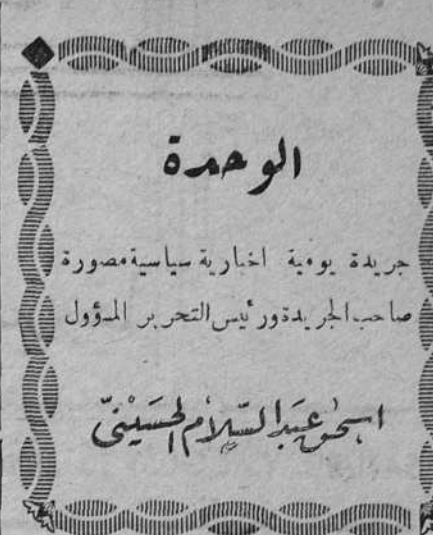 الوحدة
جريدة يومية اخبارية سياسية مصورة
صاحب الجريدة ورئيس التحرير المسؤول
اسحق عبد السلام الحسيني